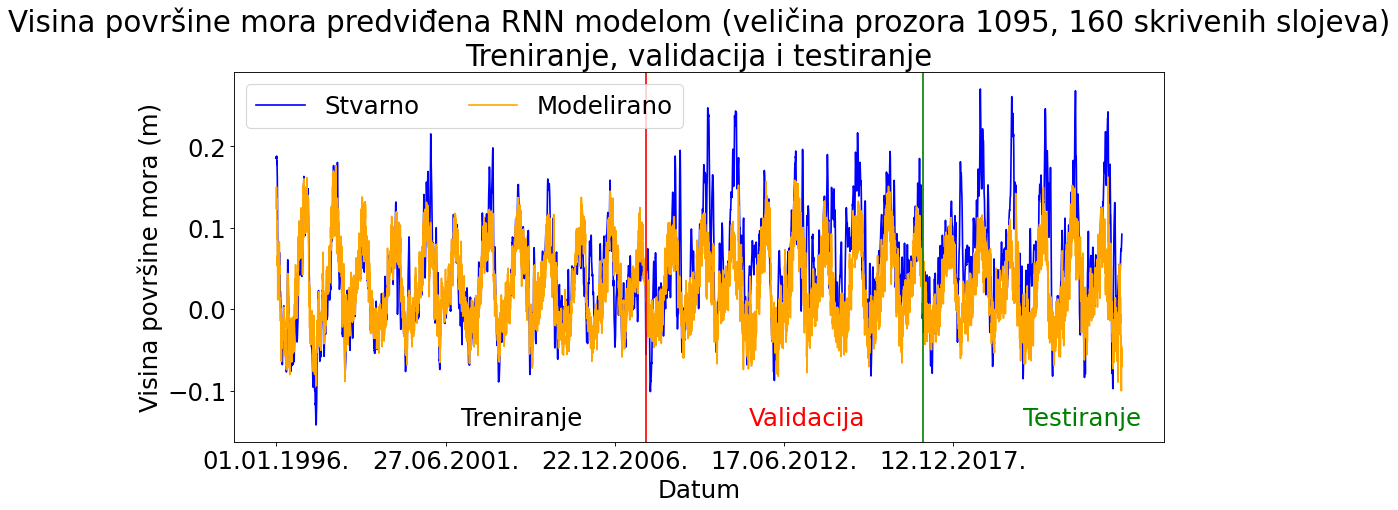 Visina površine mora predviđena RNN modelom (veličina prozora 1095, 160 skrivenih slojeva)
Treniranje, validacija i testiranje
Stvarno Modelirano
Visina površine mora (m)
0.2
0.1
0.0
−0.1
Treniranje Validacija Testiranje
01.01.1996. 27.06.2001. 22.12.2006. 17.06.2012. 12.12.2017.
Datum